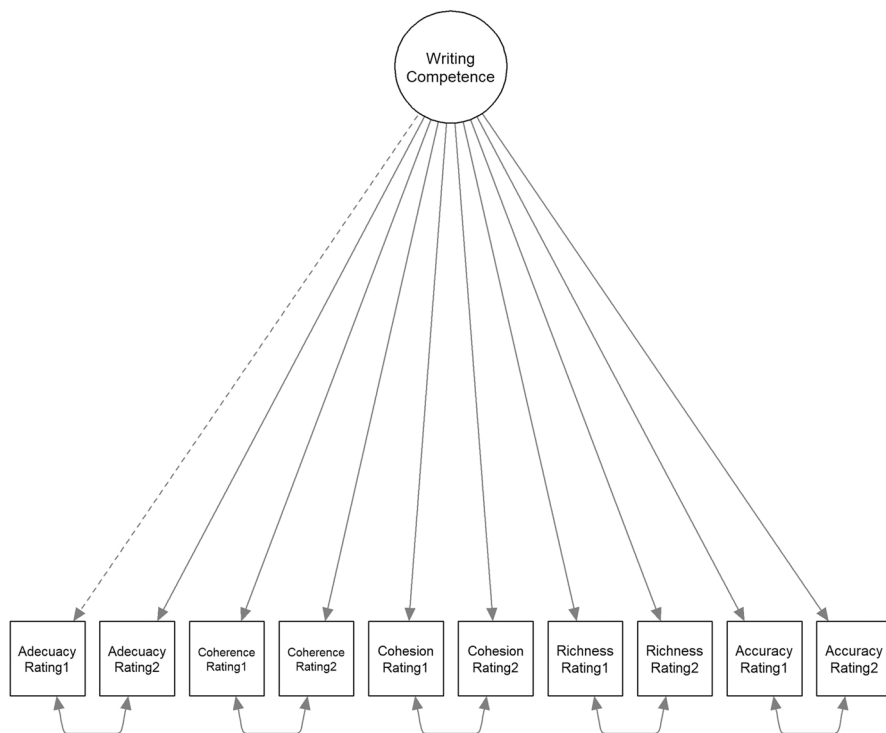 Writing
Competence
Adecuacy
Rating1
Adecuacy
Rating2
Coherence
Rating1
Coherence
Rating2
Cohesion
Rating1
Cohesion
Rating2
Richness
Rating1
Richness
Rating2
Accuracy
Rating1
Accuracy
Rating2